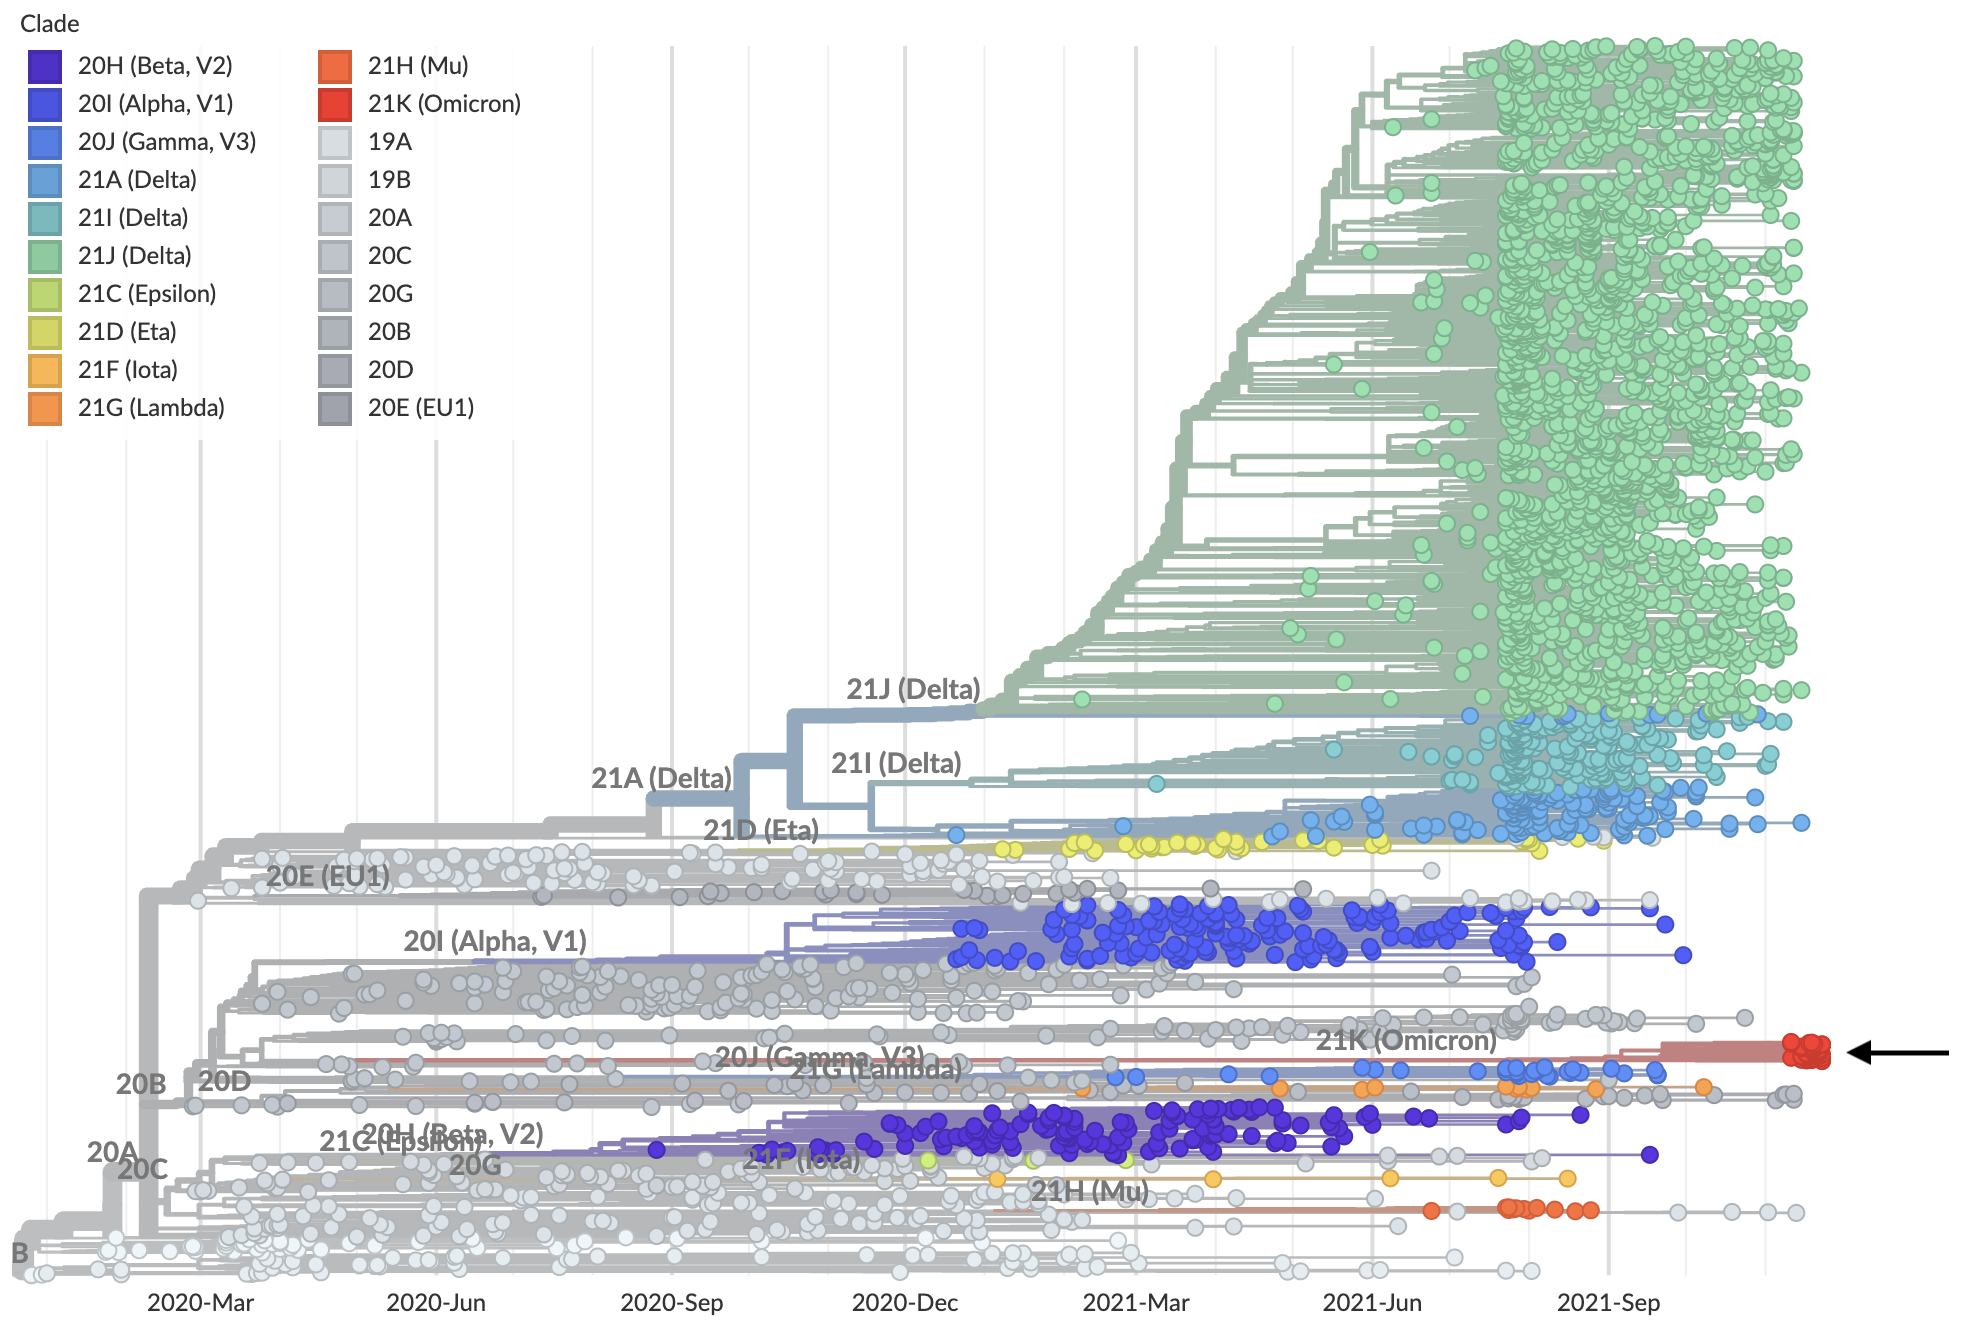 Clade
20H (Beta, V2)
20I (Alpha, V1)
20J (Gamma, V3)
21A (Delta)
21I (Delta)
21J (Delta)
21C (Epsilon)
21D (Eta)
21F (Iota)
21G (Lambda)
21H (Mu)
21K (Omicron)
19A
19B
20A
20C
20G
20B
20D
20E (EU1)
21J (Delta)
21I (Delta)
21A (Delta)
21D (Eta)
20E (EU1)
20I (Alpha, V1)
21K (Omicron)
20J (Gamma, V3)
21G (Lambda)
20B
20D
20H (Beta, V2)
21C (Epsilon)
20A
20C
20G
21F (Iota)
21H (Mu)
B
2020-Mar
2020-Jun
2020-Sep
2020-Dec
2021-Mar
2021-Jun
2021-Sep